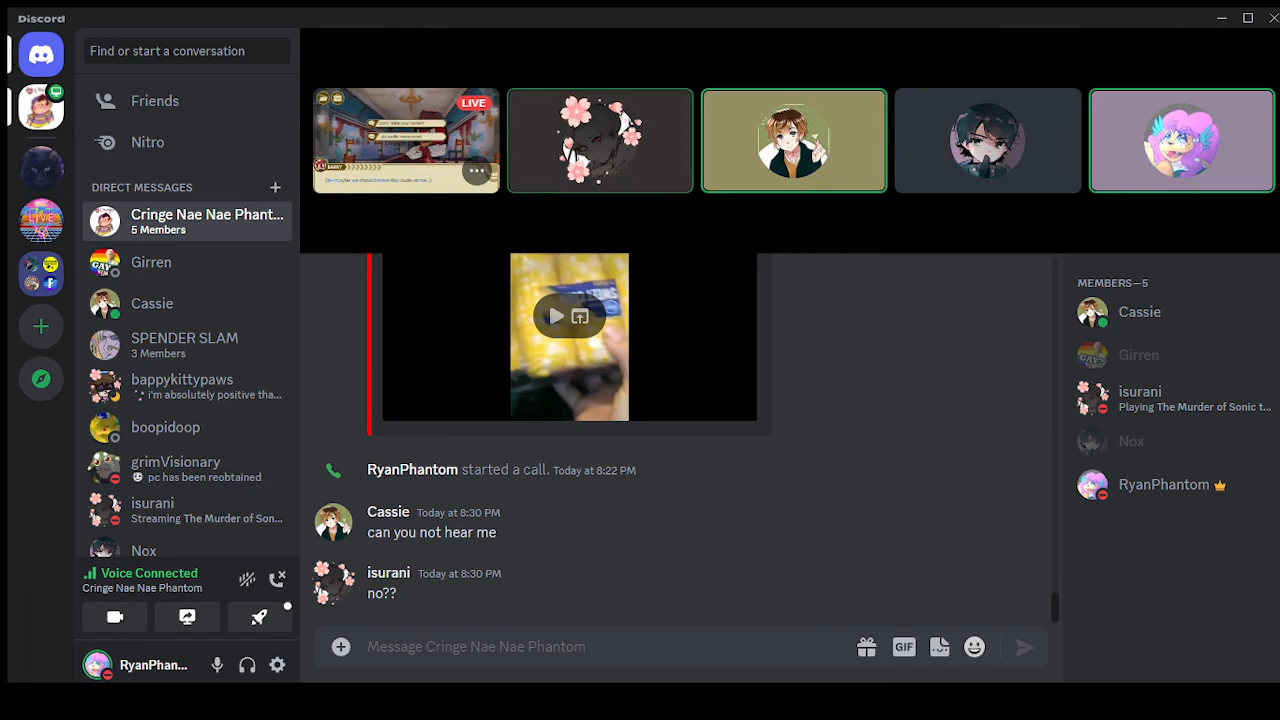 Discord
Find or start a conversation
Friends
Nitro
DIRECT MESSAGES
Cringe Nae Nae Phant...
5 Members
Girren
Cassie
SPENDER SLAM
3 Members
bappykittypaws
i'm absolutely positive tha...
boopidoop
grimVisionary
pc has been reobtained
isurani
Streaming The Murder of Son...
Nox
Voice Connected
Cringe Nae Nae Phantom
RyanPhan...
LIVE
BARRY
RyanPhantom started a call. Today at 8:22 PM
Cassie Today at 8:30 PM
can you not hear me
isurani Today at 8:30 PM
no??
Message Cringe Nae Nae Phantom
GIF
MEMBERS—5
Cassie
Girren
isurani
Playing The Murder of Sonic t...
Nox
RyanPhantom